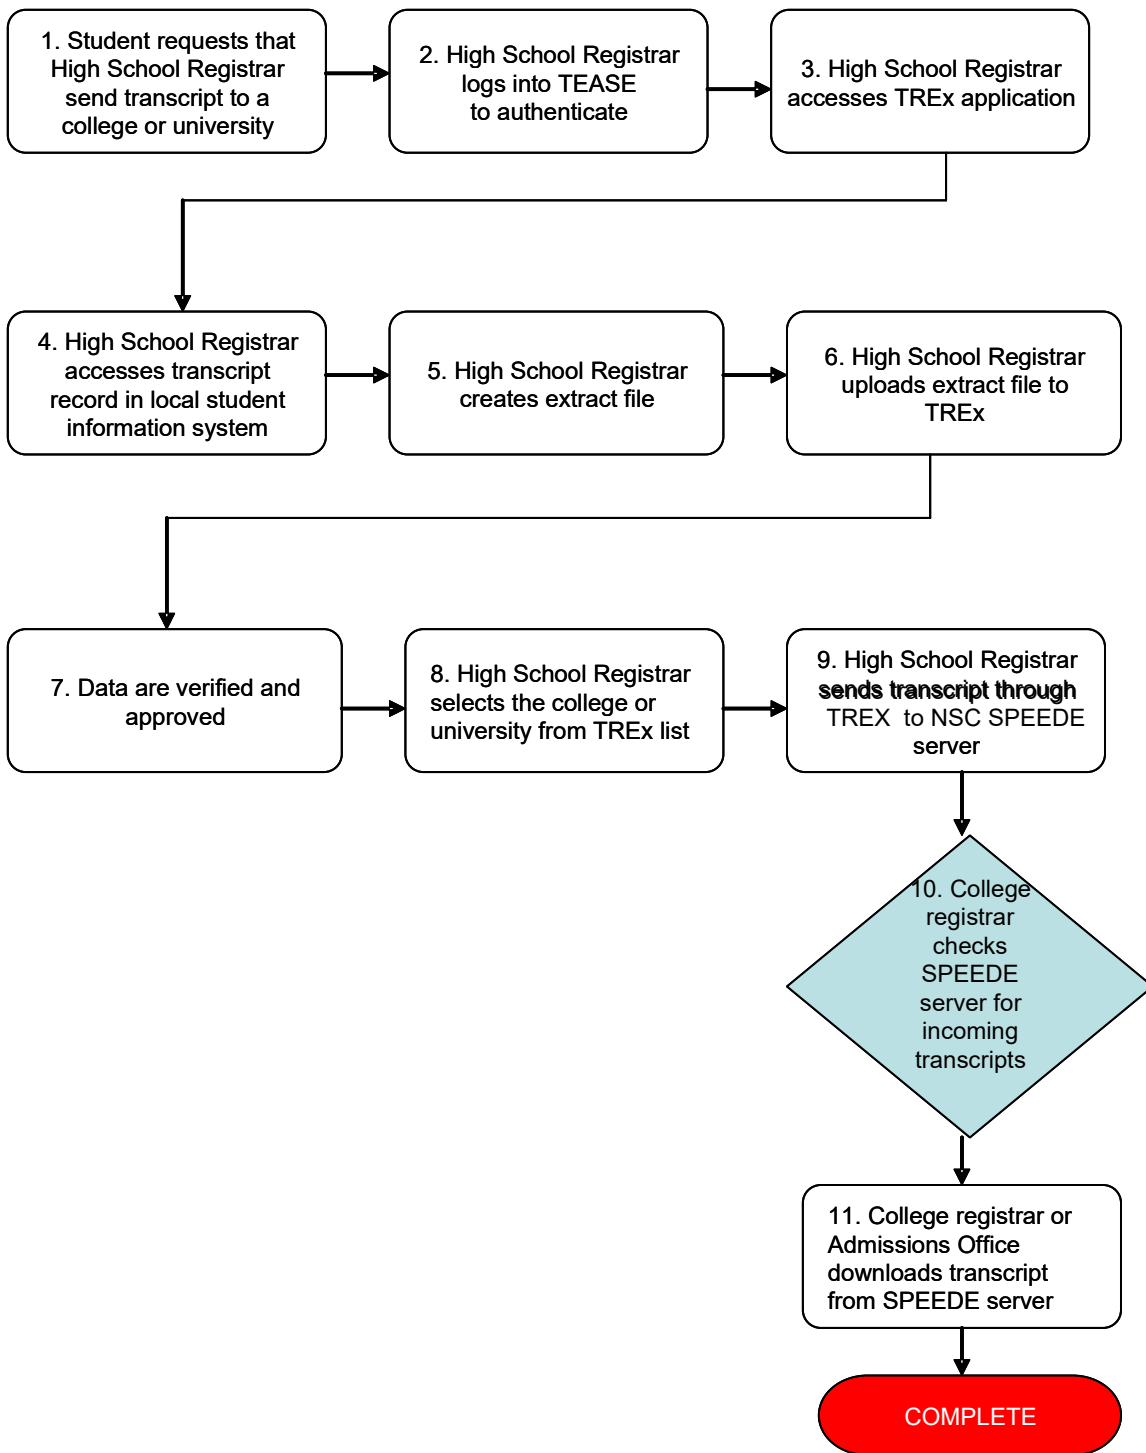 1. Student requests that
High School Registrar
send transcript to a
college or university
2. High School Registrar
logs into TEASE
to authenticate
3. High School Registrar
accesses TREx application
4. High School Registrar
accesses transcript
record in local student
information system
5. High School Registrar
creates extract file
6. High School Registrar
uploads extract file to
TREx
7. Data are verified and
approved
8. High School Registrar
selects the college or
university from TREx list
9. High School Registrar
sends transcript through
TREX to NSC SPEEDE
server
10. College
registrar
checks
SPEEDE
server for
incoming
transcripts
11. College registrar or
Admissions Office
downloads transcript
from SPEEDE server
COMPLETE